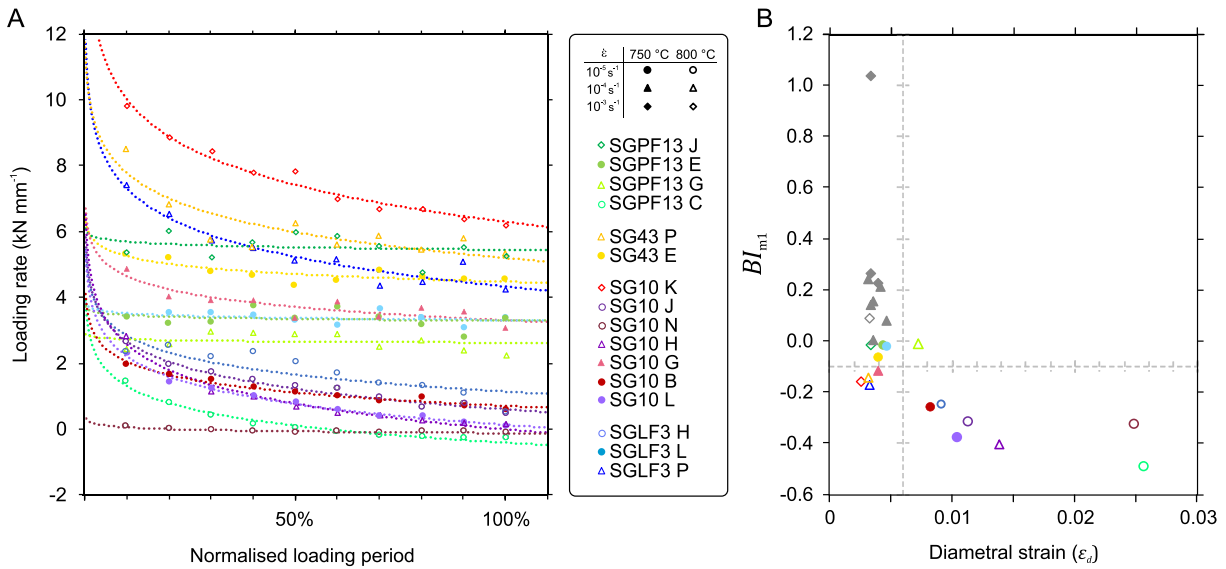 A
12
10
8
6
4
2
0
-2
Loading rate (kN mm⁻¹)
50%
100%
Normalised loading period
ε̇ 750 °C 800 °C
10⁻⁵ s⁻¹
10⁻⁴ s⁻¹
10⁻³ s⁻¹
SGPF13 J
SGPF13 E
SGPF13 G
SGPF13 C
SG43 P
SG43 E
SG10 K
SG10 J
SG10 N
SG10 H
SG10 G
SG10 B
SG10 L
SGLF3 H
SGLF3 L
SGLF3 P
B
1.2
1.0
0.8
0.6
0.4
0.2
0.0
-0.2
-0.4
-0.6
BIm1
0 0.01 0.02 0.03
Diametral strain (εd)